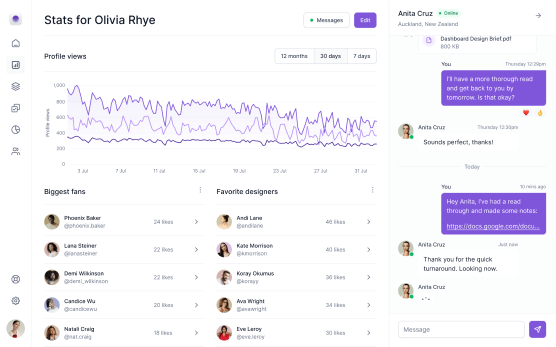 Stats for Olivia Rhye
Messages
Edit
Profile views
12 months
30 days
7 days
Profile views
1,000
800
600
400
200
0
3 Jul
7 Jul
11 Jul
15 Jul
19 Jul
23 Jul
27 Jul
31 Jul
Biggest fans
Phoenix Baker
@phoenix.baker
24 likes
Lana Steiner
@lanasteiner
22 likes
Demi Wilkinson
@demi_wilkinson
22 likes
Candice Wu
@candicewu
20 likes
Natali Craig
@nat.craig
18 likes
Favorite designers
Andi Lane
@andilane
46 likes
Kate Morrison
@kmorrison
40 likes
Koray Okumus
@korayy
36 likes
Ava Wright
@avawright
34 likes
Eve Leroy
@eve.leroy
30 likes
Anita Cruz
Online
Auckland, New Zealand
Dashboard Design Brief.pdf
800 KB
You
Thursday 12:29pm
I'll have a more thorough read
and get back to you by
tomorrow. Is that okay?
Anita Cruz
Thursday 12:30pm
Sounds perfect, thanks!
Today
You
10 mins ago
Hey Anita, I've had a read
through and made some notes:
https://docs.google.com/docu...
Anita Cruz
Just now
Thank you for the quick
turnaround. Looking now.
Anita Cruz
Message